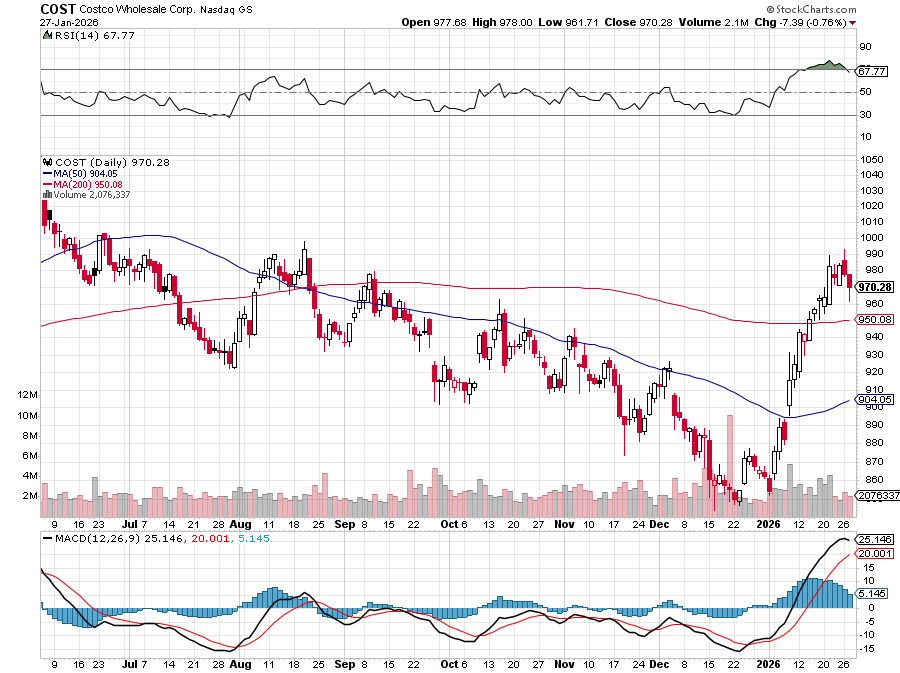 COST Costco Wholesale Corp. Nasdaq GS
© StockCharts.com
27-Jan-2026
Open 977.68 High 978.00 Low 961.71 Close 970.28 Volume 2.1M Chg -7.39 (-0.76%)
RSI(14) 67.77
90
70
67.77
50
30
10
COST (Daily) 970.28
MA(50) 904.05
MA(200) 950.08
Volume 2,076,337
1050
1040
1030
1020
1010
1000
990
980
970.28
960
950.08
940
930
920
910
904.05
900
890
880
870
860
2076337
12M
10M
8M
6M
4M
2M
9 16 23 Jul 7 14 21 28 Aug 11 18 25 Sep 8 15 22 Oct 6 13 20 27 Nov 10 17 24 Dec 8 15 22 2026 12 20 26
MACD(12,26,9) 25.146, 20.001, 5.145
25.146
20.001
15
10
5.145
0
-5
-10
-15
9 16 23 Jul 7 14 21 28 Aug 11 18 25 Sep 8 15 22 Oct 6 13 20 27 Nov 10 17 24 Dec 8 15 22 2026 12 20 26